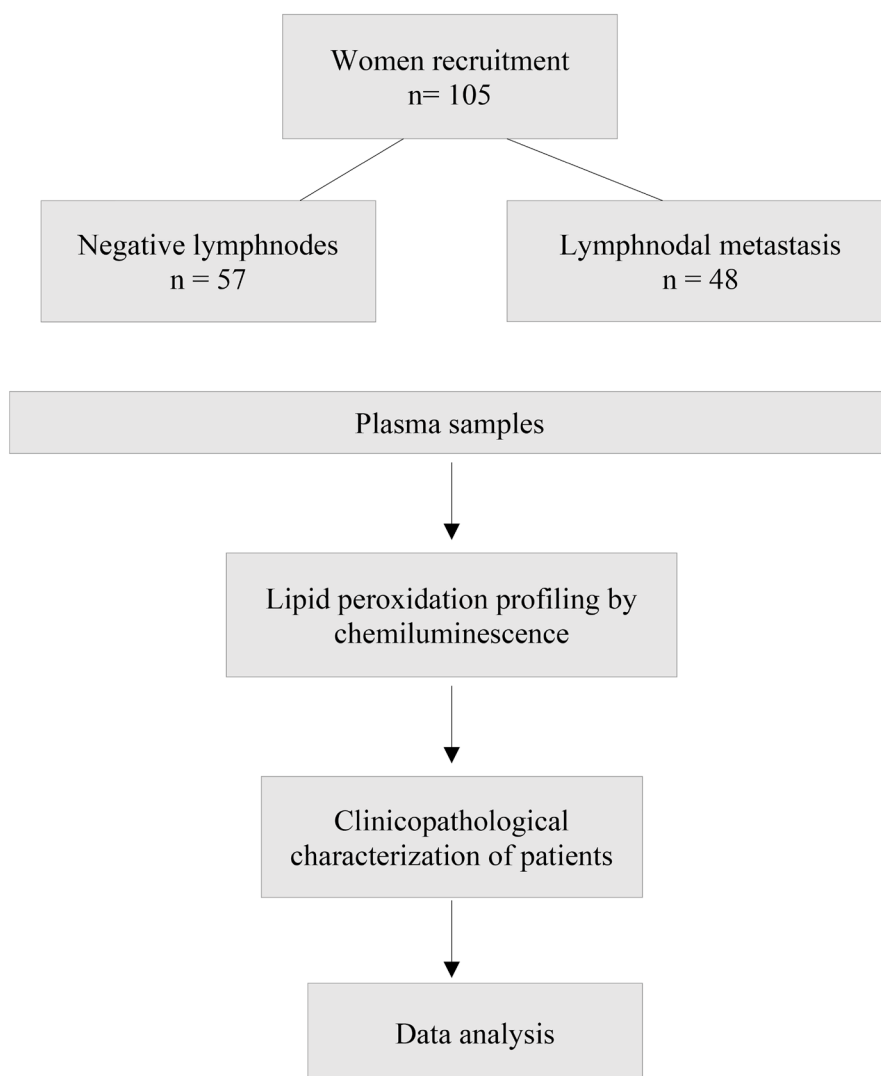 Women recruitment
n= 105
Negative lymphnodes
n = 57
Lymphnodal metastasis
n = 48
Plasma samples
Lipid peroxidation profiling by
chemiluminescence
Clinicopathological
characterization of patients
Data analysis